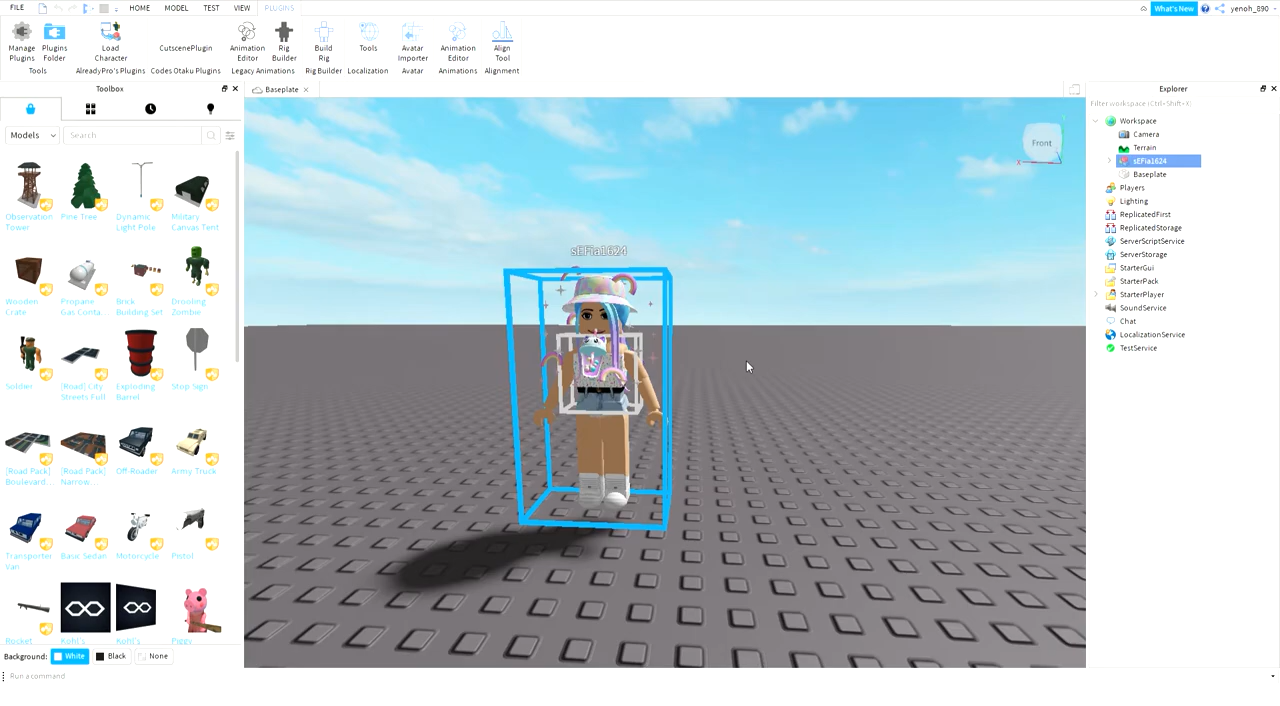 FILE HOME MODEL TEST VIEW PLUGINS What's New yenoh_890
Manage Plugins
Plugins Folder
Load Character
CutscenePlugin
Animation Editor
Rig Builder
Build Rig
Tools
Avatar Importer
Animation Editor
Align Tool
Tools AlreadyPro's Plugins Codes Otaku Plugins Legacy Animations Rig Builder Localization Avatar Animations Alignment
Toolbox
Models Search
Observation Tower
Pine Tree
Dynamic Light Pole
Military Canvas Tent
Wooden Crate
Propane Gas Conta...
Brick Building Set
Drooling Zombie
Soldier
[Road] City Streets Full
Exploding Barrel
Stop Sign
[Road Pack] Boulevard...
[Road Pack] Narrow...
Off-Roader
Army Truck
Transporter Van
Basic Sedan
Motorcycle
Pistol
Rocket
Kohl's
Kohl's
Piggy
Background: White Black None
Run a command
Baseplate
Front
X
sEFia1624
Explorer
Filter workspace (Ctrl+Shift+X)
Workspace
Camera
Terrain
sEFia1624
Baseplate
Players
Lighting
ReplicatedFirst
ReplicatedStorage
ServerScriptService
ServerStorage
StarterGui
StarterPack
StarterPlayer
SoundService
Chat
LocalizationService
TestService